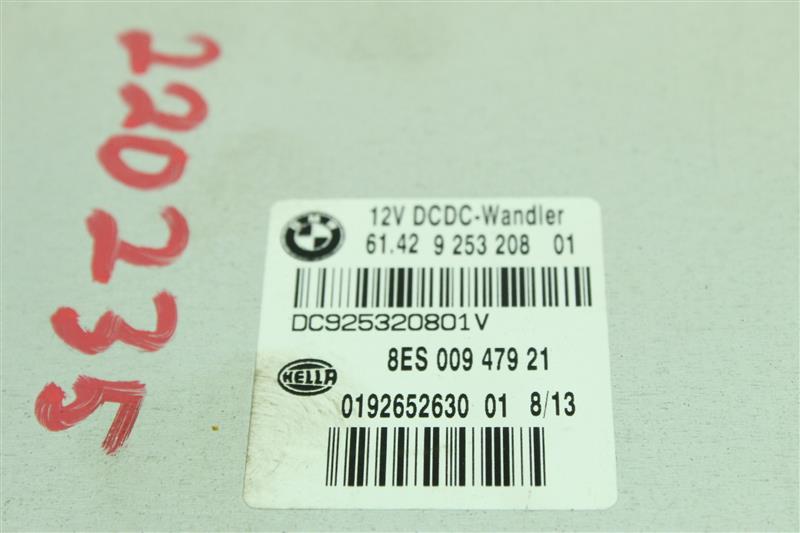 220235
12V DCDC-Wandler
BMW
61.42 9 253 208 01
DC925320801V
HELLA
8ES 009 479 21
0192652630 01 8/13